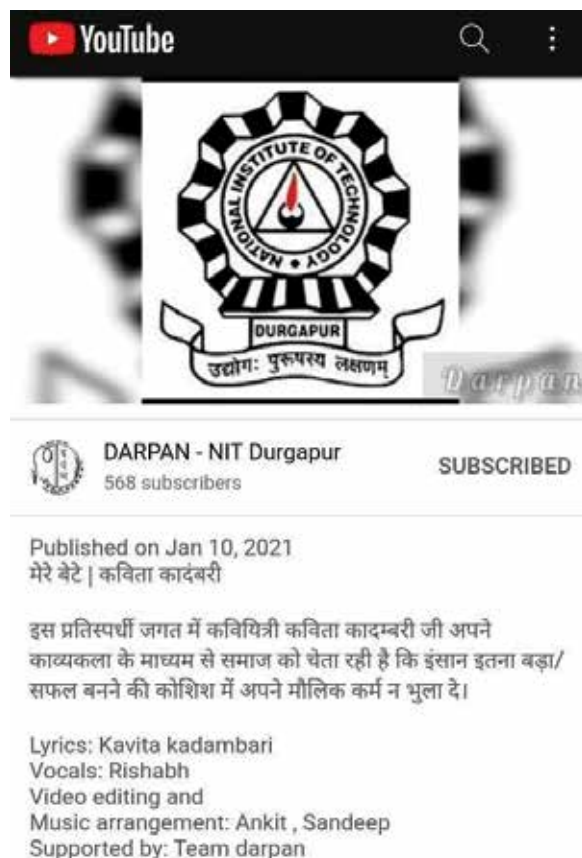 YouTube
NATIONAL INSTITUTE OF TECHNOLOGY
DURGAPUR
उद्योगः पुरुषस्य लक्षणम्
Darpan
DARPAN - NIT Durgapur
568 subscribers
SUBSCRIBED
Published on Jan 10, 2021
मेरे बेटे | कविता कादंबरी
इस प्रतिस्पर्धी जगत में कवियित्री कविता कादम्बरी जी अपने
काव्यकला के माध्यम से समाज को चेता रही है कि इंसान इतना बड़ा/
सफल बनने की कोशिश में अपने मौलिक कर्म न भुला दे।
Lyrics: Kavita kadambari
Vocals: Rishabh
Video editing and
Music arrangement: Ankit , Sandeep
Supported by: Team darpan